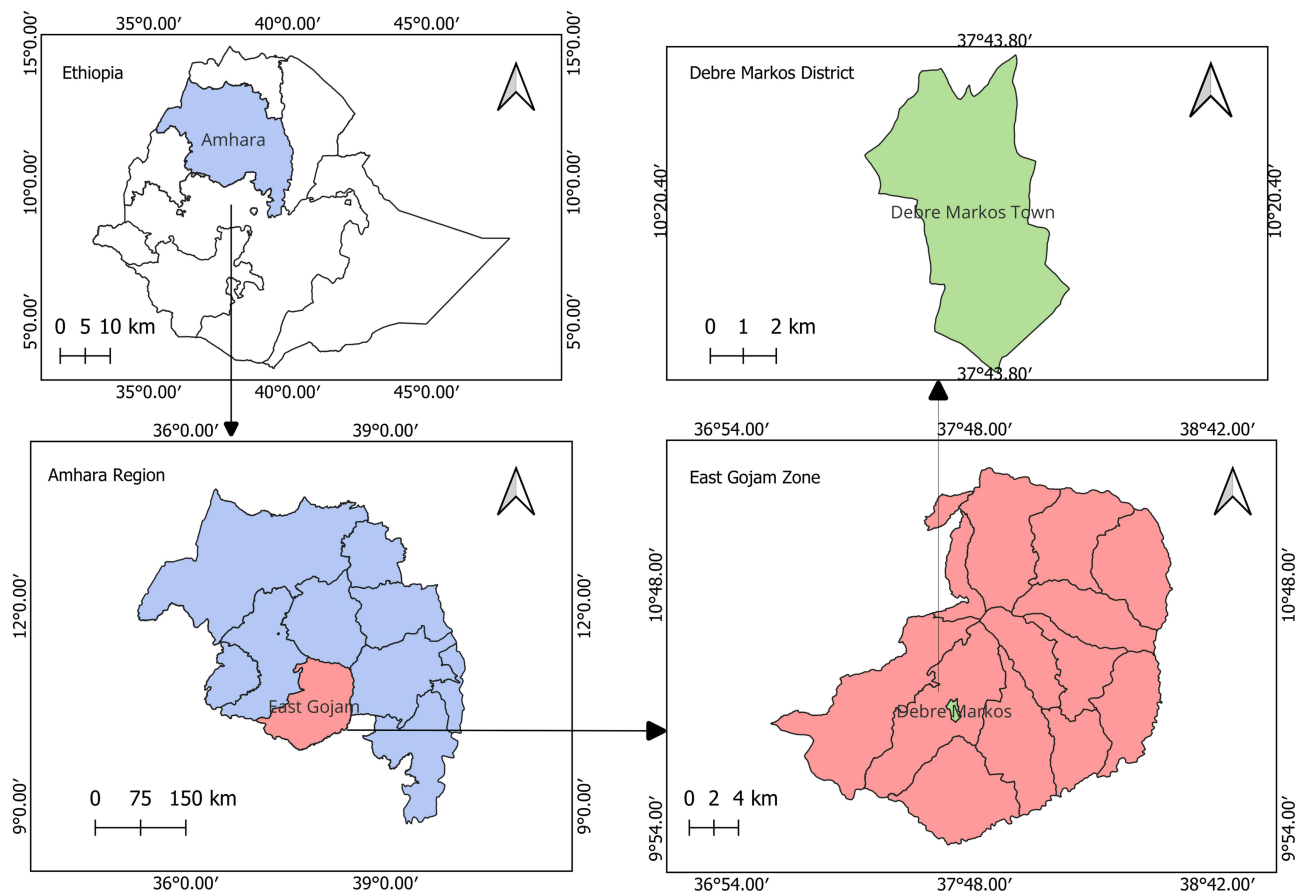 35°0.00′ 40°0.00′ 45°0.00′
Ethiopia
15°0.00′
15°0.00′
Amhara
10°0.00′
10°0.00′
5°0.00′
5°0.00′
0 5 10 km
35°0.00′ 40°0.00′ 45°0.00′
37°43.80′
Debre Markos District
10°20.40′
10°20.40′
Debre Markos Town
0 1 2 km
37°43.80′
36°0.00′ 39°0.00′
Amhara Region
12°0.00′
12°0.00′
East Gojam
9°0.00′
9°0.00′
0 75 150 km
36°0.00′ 39°0.00′
36°54.00′ 37°48.00′ 38°42.00′
East Gojam Zone
10°48.00′
10°48.00′
Debre Markos
9°54.00′
9°54.00′
0 2 4 km
36°54.00′ 37°48.00′ 38°42.00′